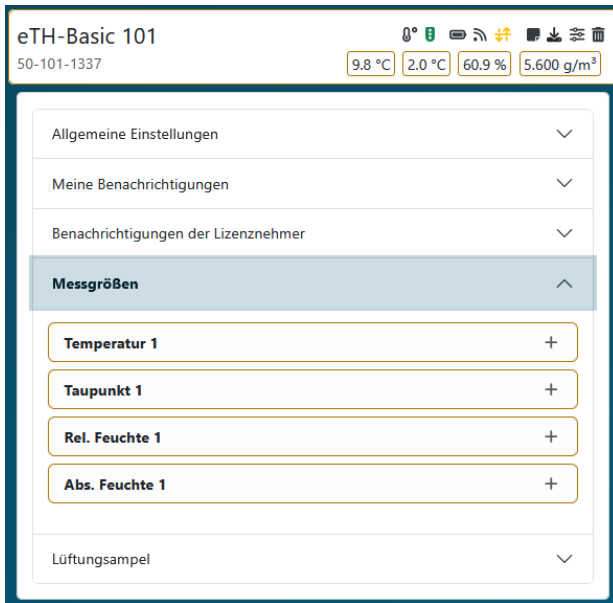 eTH-Basic 101
50-101-1337
9.8 °C 2.0 °C 60.9 % 5.600 g/m³
Allgemeine Einstellungen
Meine Benachrichtigungen
Benachrichtigungen der Lizenznehmer
Messgrößen
Temperatur 1
Taupunkt 1
Rel. Feuchte 1
Abs. Feuchte 1
Lüftungsampel